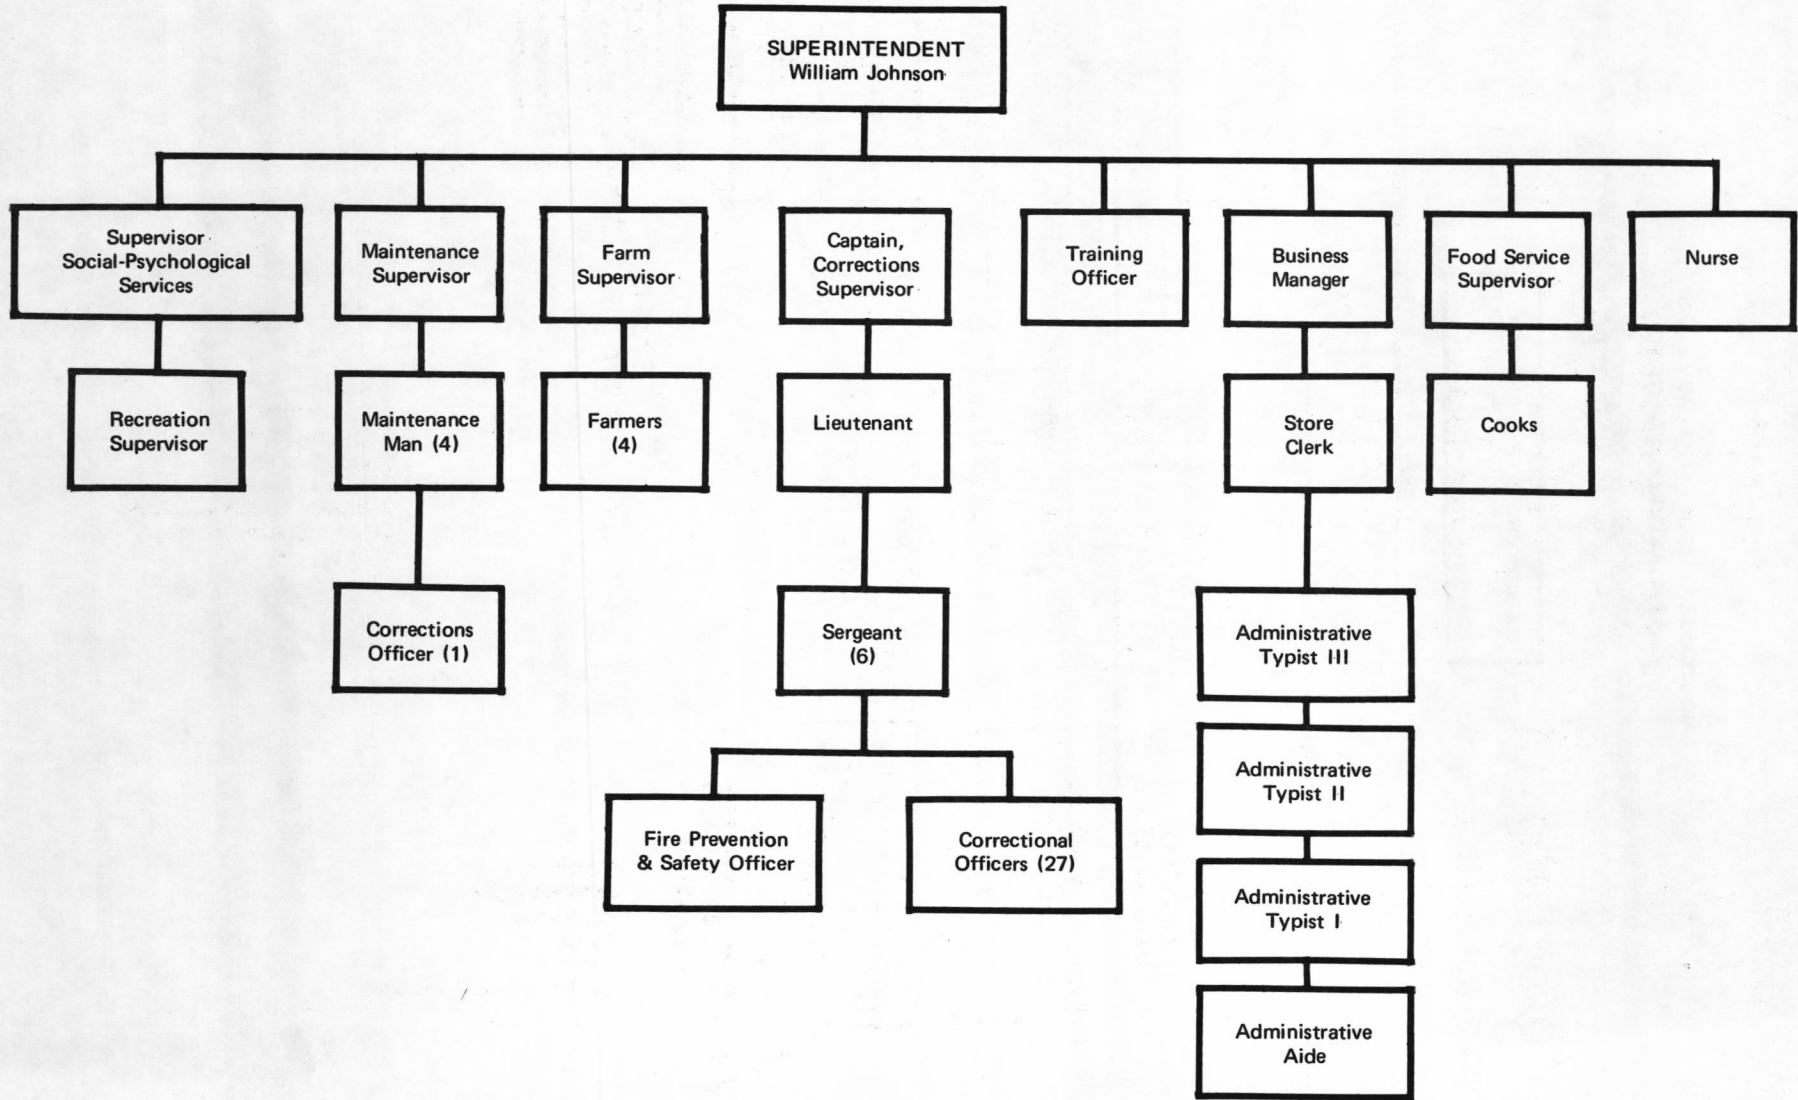 SUPERINTENDENT
William Johnson
Supervisor
Social-Psychological
Services
Maintenance
Supervisor
Farm
Supervisor
Captain,
Corrections
Supervisor
Training
Officer
Business
Manager
Food Service
Supervisor
Nurse
Recreation
Supervisor
Maintenance
Man (4)
Farmers
(4)
Lieutenant
Store
Clerk
Cooks
Corrections
Officer (1)
Sergeant
(6)
Administrative
Typist III
Administrative
Typist II
Fire Prevention
& Safety Officer
Correctional
Officers (27)
Administrative
Typist I
Administrative
Aide